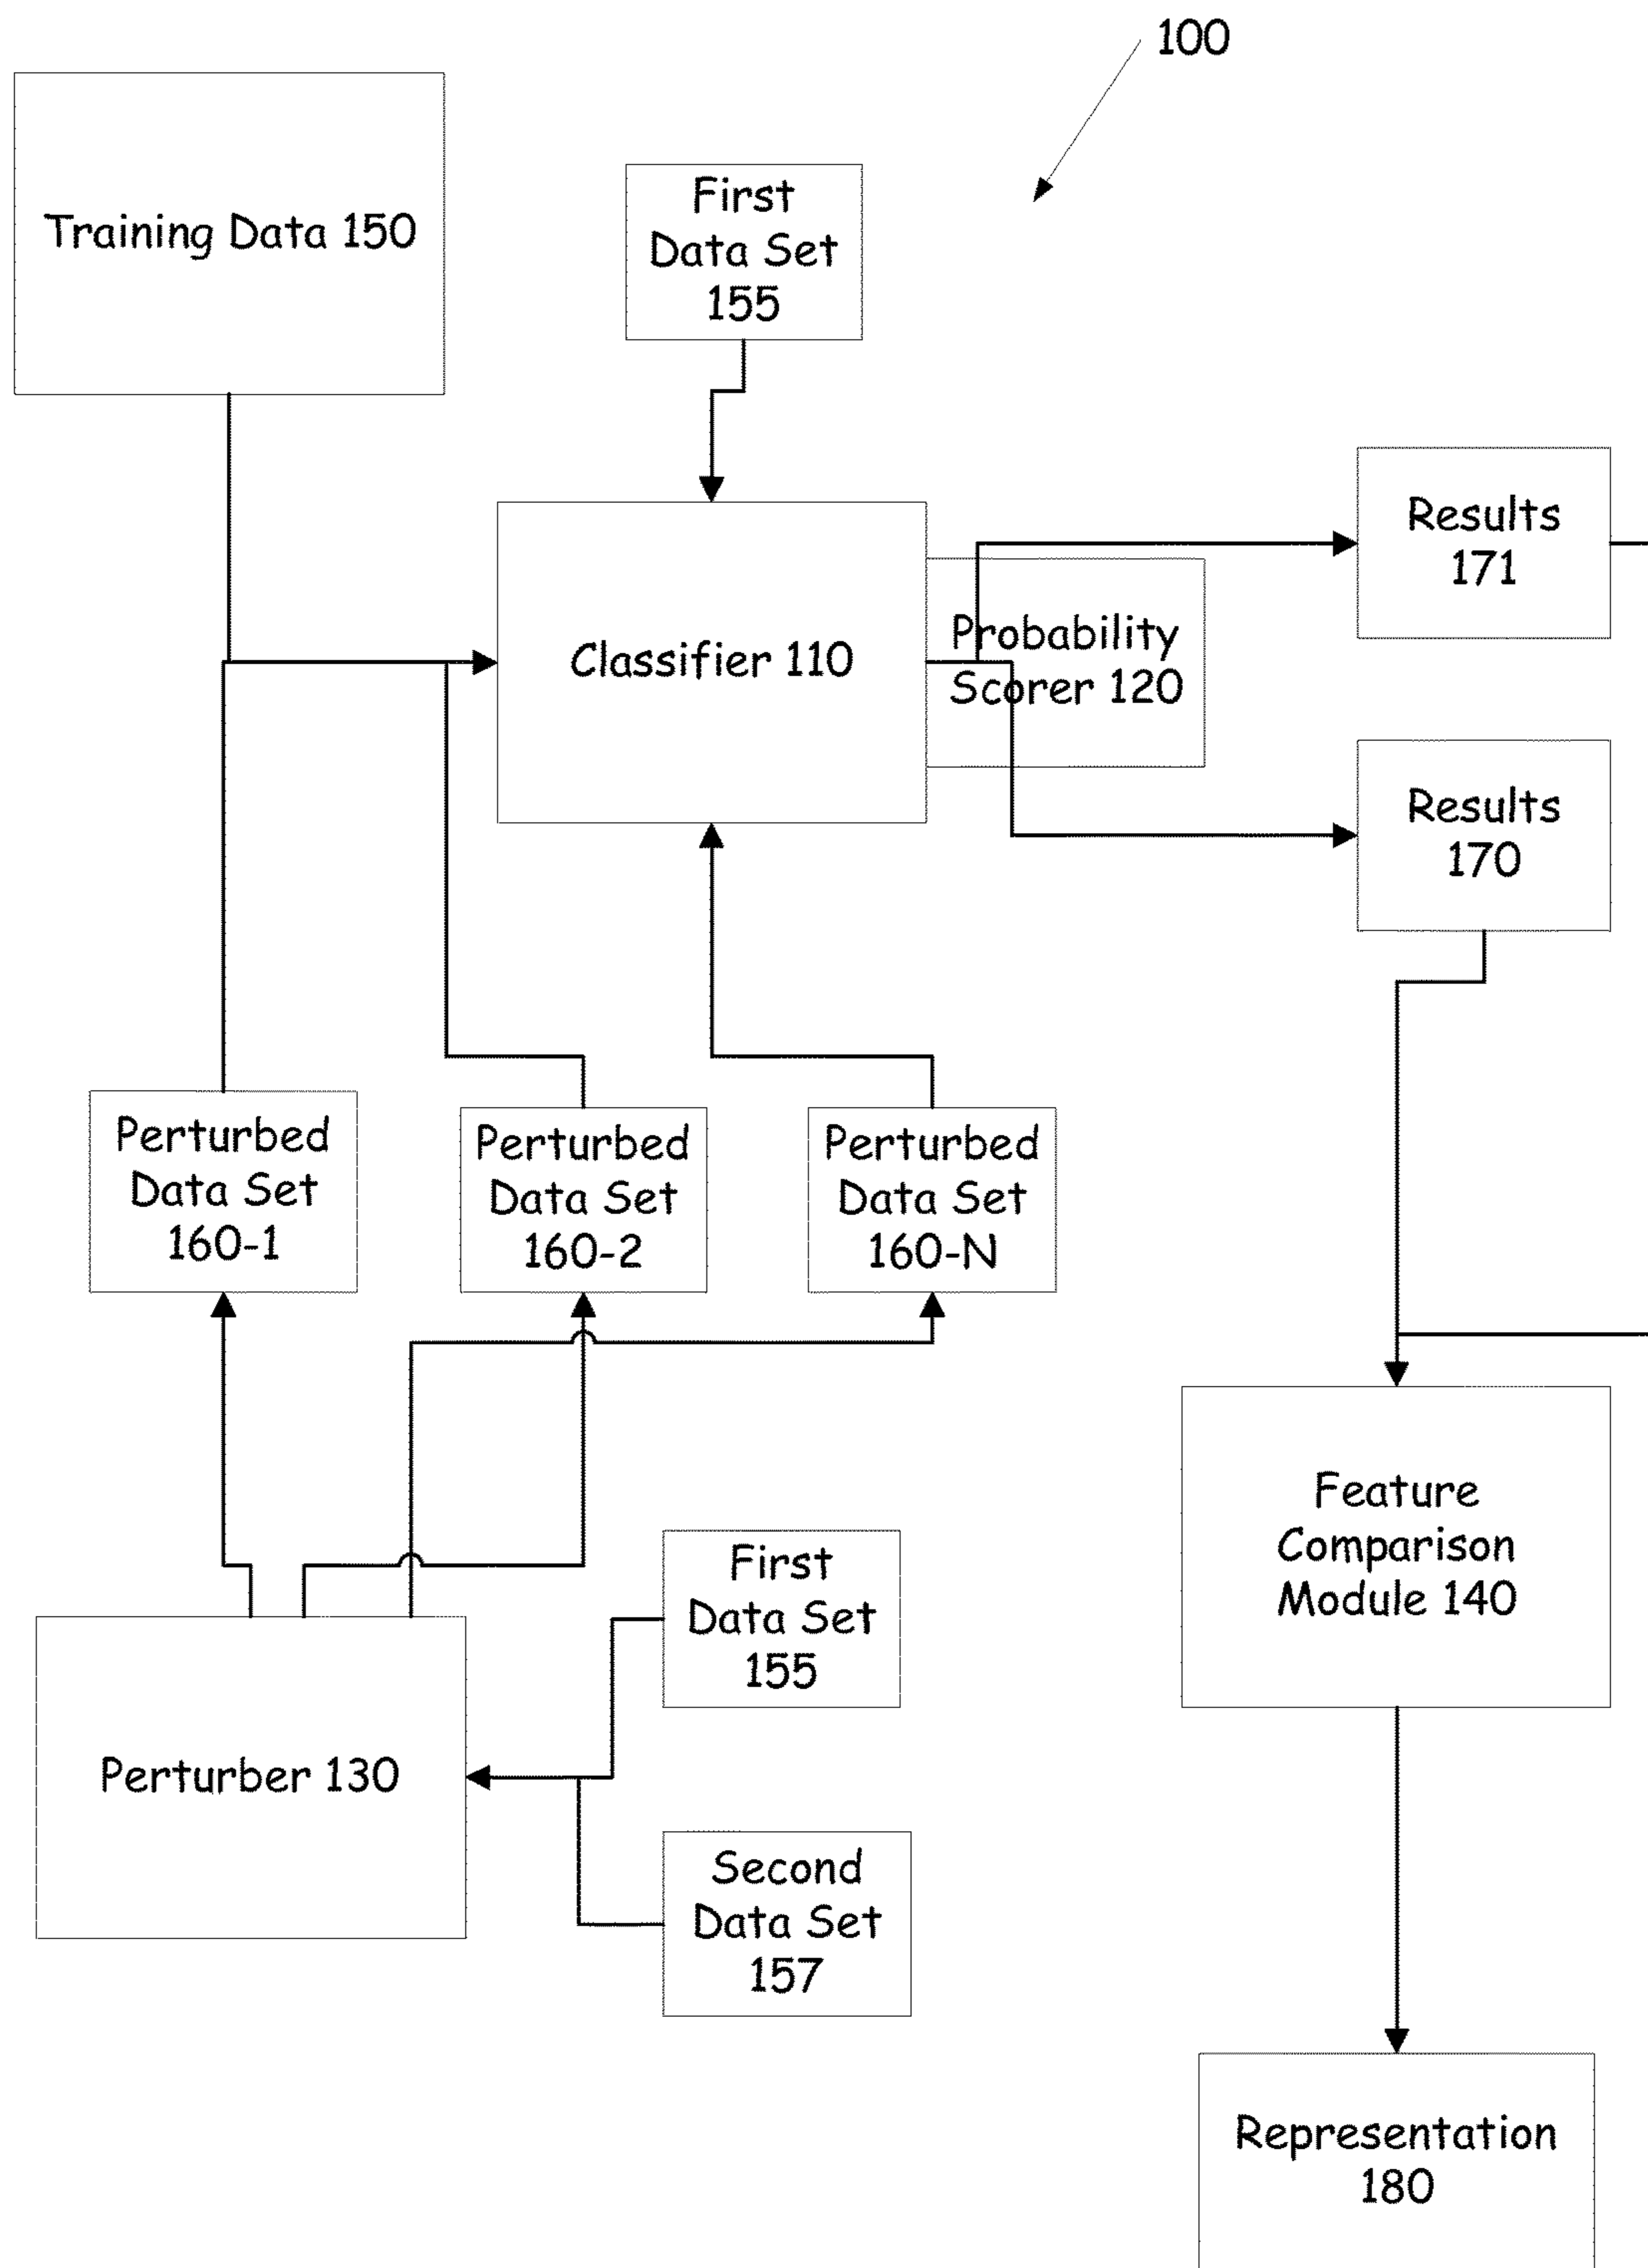 100
Training Data 150
First
Data Set
155
Classifier 110
Probability
Scorer 120
Results
171
Results
170
Perturbed
Data Set
160-1
Perturbed
Data Set
160-2
Perturbed
Data Set
160-N
Feature
Comparison
Module 140
First
Data Set
155
Perturber 130
Second
Data Set
157
Representation
180